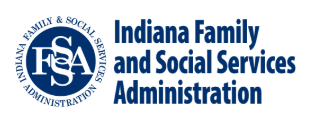 INDIANA FAMILY & SOCIAL SERVICES
ADMINISTRATION
FSSA
Indiana Family
and Social Services
Administration